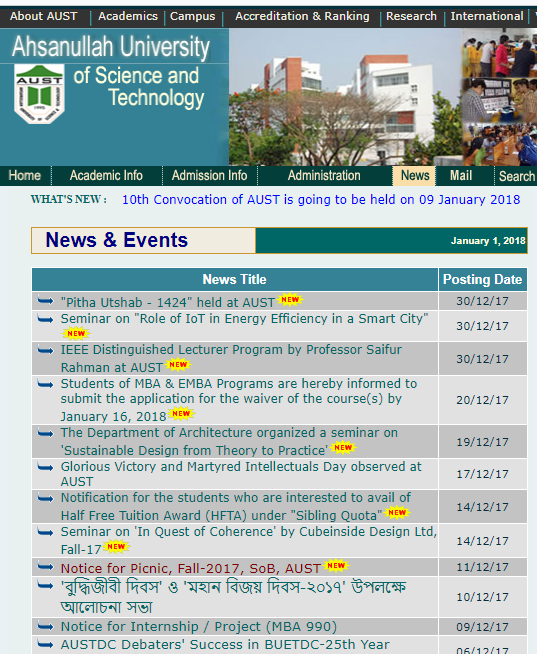 About AUST | Academics | Campus | Accreditation & Ranking | Research | International |
Ahsanullah University
of Science and
Technology
AUST
Home Academic Info Admission Info Administration News Mail Search
WHAT'S NEW : 10th Convocation of AUST is going to be held on 09 January 2018
News & Events January 1, 2018
News Title Posting Date
"Pitha Utshab - 1424" held at AUST NEW 30/12/17
Seminar on "Role of IoT in Energy Efficiency in a Smart City" 30/12/17
NEW
IEEE Distinguished Lecturer Program by Professor Saifur 30/12/17
Rahman at AUST NEW
Students of MBA & EMBA Programs are hereby informed to
submit the application for the waiver of the course(s) by 20/12/17
January 16, 2018 NEW
The Department of Architecture organized a seminar on 19/12/17
'Sustainable Design from Theory to Practice' NEW
Glorious Victory and Martyred Intellectuals Day observed at 17/12/17
AUST
Notification for the students who are interested to avail of 14/12/17
Half Free Tuition Award (HFTA) under "Sibling Quota" NEW
Seminar on 'In Quest of Coherence' by Cubeinside Design Ltd, 14/12/17
Fall-17 NEW
Notice for Picnic, Fall-2017, SoB, AUST NEW 11/12/17
'বুদ্ধিজীবী দিবস' ও 'মহান বিজয় দিবস-২০১৭' উপলক্ষে 10/12/17
আলোচনা সভা
Notice for Internship / Project (MBA 990) 09/12/17
AUSTDC Debaters' Success in BUETDC-25th Year 06/12/17